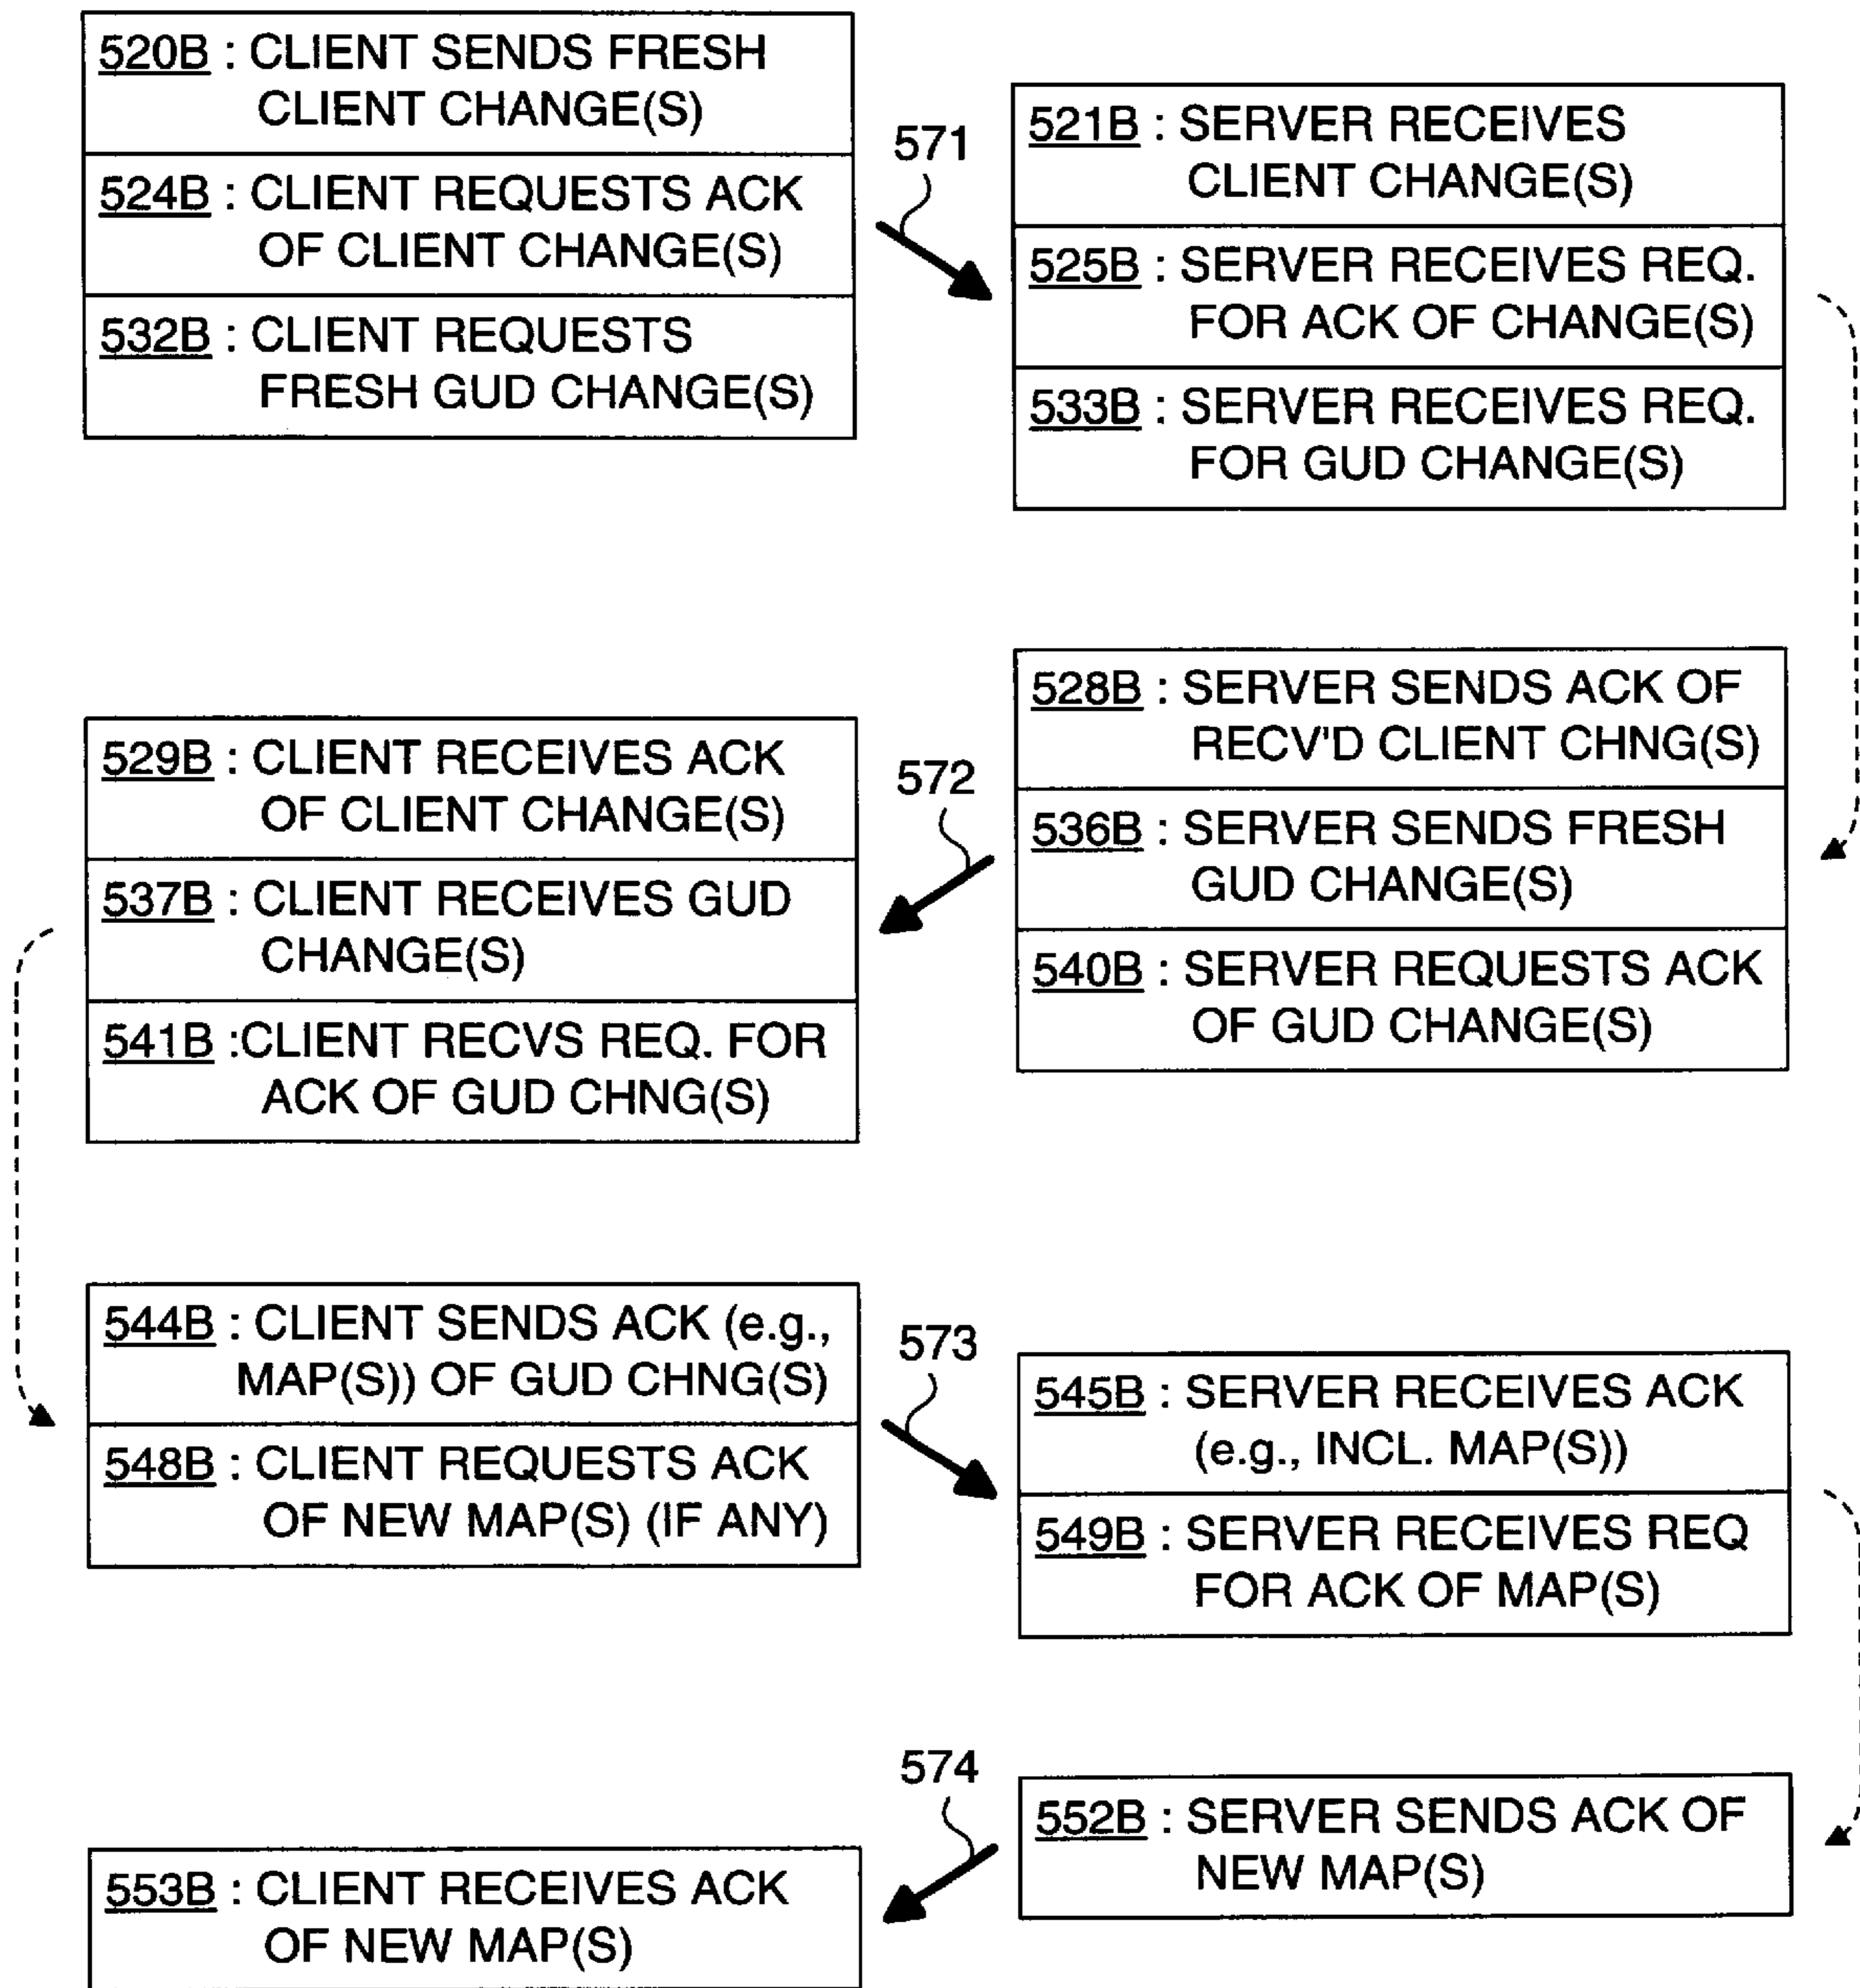 520B : CLIENT SENDS FRESH
CLIENT CHANGE(S)
524B : CLIENT REQUESTS ACK
OF CLIENT CHANGE(S)
532B : CLIENT REQUESTS
FRESH GUD CHANGE(S)
571
521B : SERVER RECEIVES
CLIENT CHANGE(S)
525B : SERVER RECEIVES REQ.
FOR ACK OF CHANGE(S)
533B : SERVER RECEIVES REQ.
FOR GUD CHANGE(S)
528B : SERVER SENDS ACK OF
RECV'D CLIENT CHNG(S)
536B : SERVER SENDS FRESH
GUD CHANGE(S)
540B : SERVER REQUESTS ACK
OF GUD CHANGE(S)
572
529B : CLIENT RECEIVES ACK
OF CLIENT CHANGE(S)
537B : CLIENT RECEIVES GUD
CHANGE(S)
541B :CLIENT RECVS REQ. FOR
ACK OF GUD CHNG(S)
544B : CLIENT SENDS ACK (e.g.,
MAP(S)) OF GUD CHNG(S)
548B : CLIENT REQUESTS ACK
OF NEW MAP(S) (IF ANY)
573
545B : SERVER RECEIVES ACK
(e.g., INCL. MAP(S))
549B : SERVER RECEIVES REQ
FOR ACK OF MAP(S)
574
552B : SERVER SENDS ACK OF
NEW MAP(S)
553B : CLIENT RECEIVES ACK
OF NEW MAP(S)